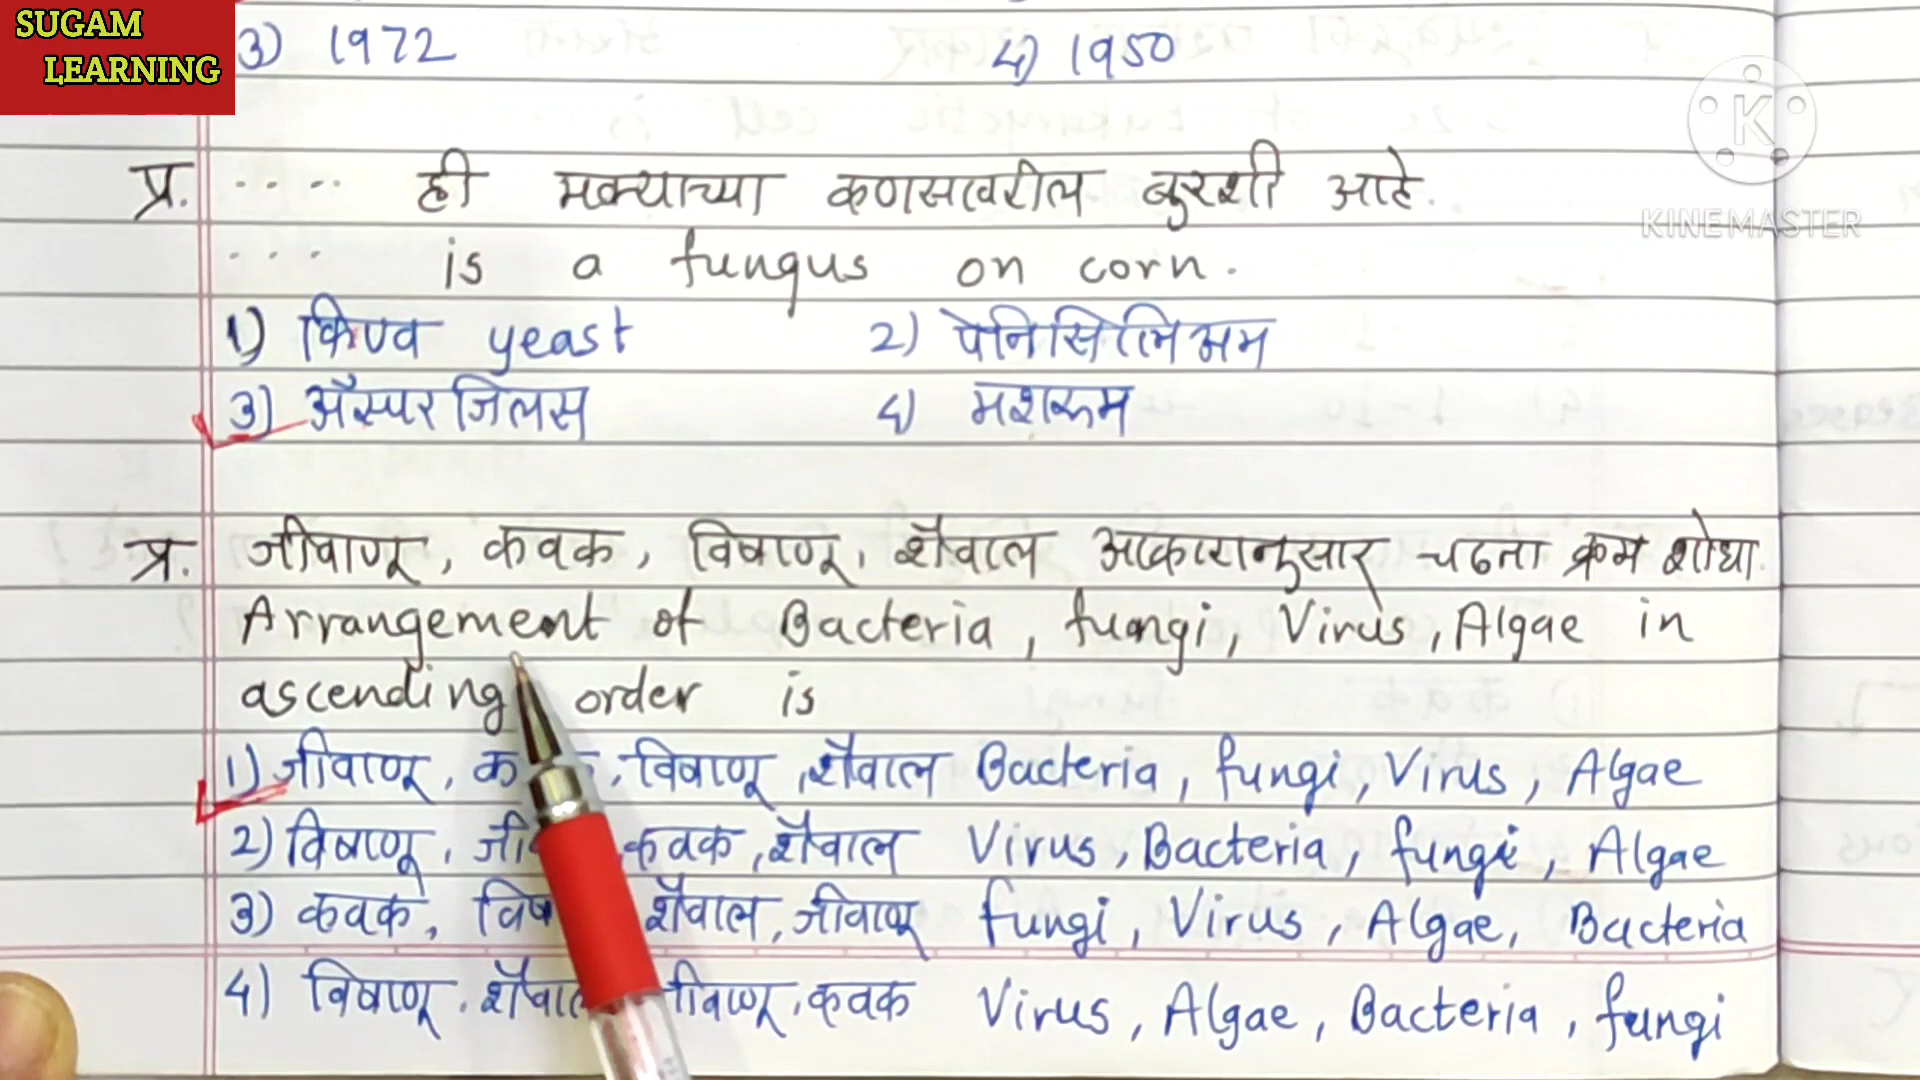 SUGAM
LEARNING
3) 1972 4) 1950
K
KINEMASTER
प्र. .... ही मक्याच्या कणसावरील बुरशी आहे.
... is a fungus on corn.
1) किण्व yeast 2) पेनिसिलिअम
3) अ‍ॅस्परजिलस 4) मशरूम
प्र. जीवाणू, कवक, विषाणू, शैवाल आकारानुसार चढता क्रम शोधा.
Arrangement of Bacteria, fungi, Virus, Algae in
ascending order is
1) जीवाणू, विषाणू, शैवाल Bacteria, fungi, Virus, Algae
2) विषाणू, कवक, शैवाल Virus, Bacteria, fungi, Algae
3) कवक, शैवाल, जीवाणू fungi, Virus, Algae, Bacteria
4) विषाणू, कवक Virus, Algae, Bacteria, fungi